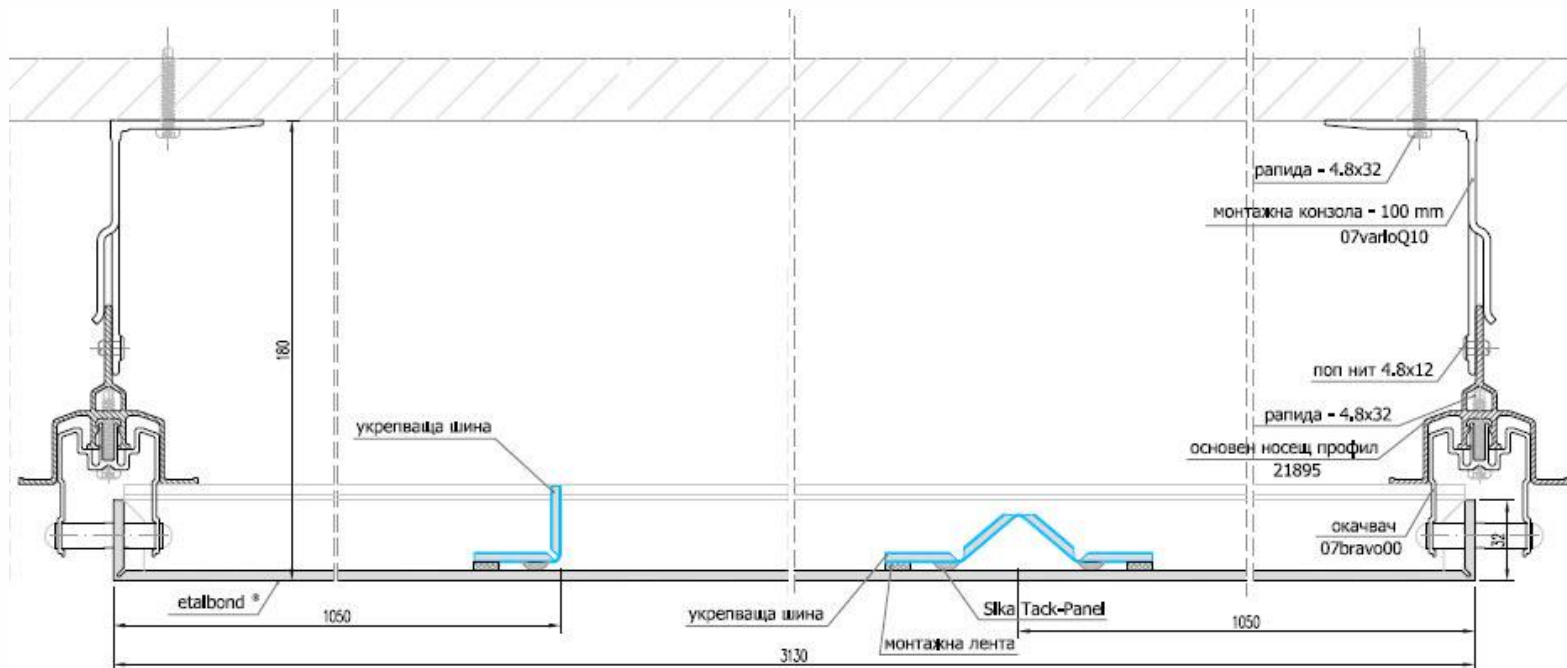 рапида - 4.8x32
монтажна конзола - 100 mm
07varioQ10
180
поп нит 4.8x12
рапида - 4.8x32
укрепваща шина
основен носещ профил
21895
окачвач
07bravo00
32
etalbond ®
1050
укрепваща шина
Sika Tack-Panel
монтажна лента
1050
3130